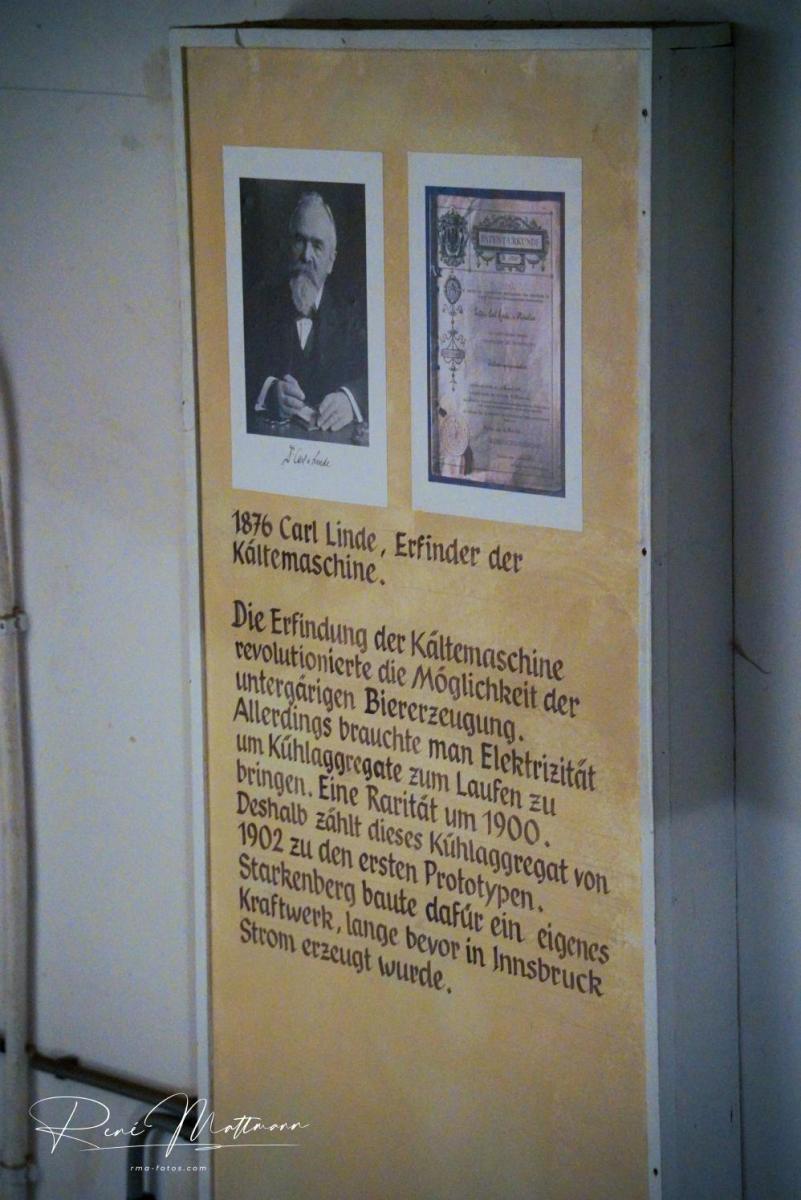 PATENTURKUNDE
Dr Carl v Linde
1876 Carl Linde, Erfinder der
Kältemaschine.
Die Erfindung der Kältemaschine
revolutionierte die Möglichkeit der
untergärigen Biererzeugung.
Allerdings brauchte man Elektrizität
um Kühlaggregate zum Laufen zu
bringen. Eine Rarität um 1900.
Deshalb zählt dieses Kühlaggregat von
1902 zu den ersten Prototypen.
Starkenberg baute dafür ein eigenes
Kraftwerk, lange bevor in Innsbruck
Strom erzeugt wurde.
René Mattmann
rma-fotos.com